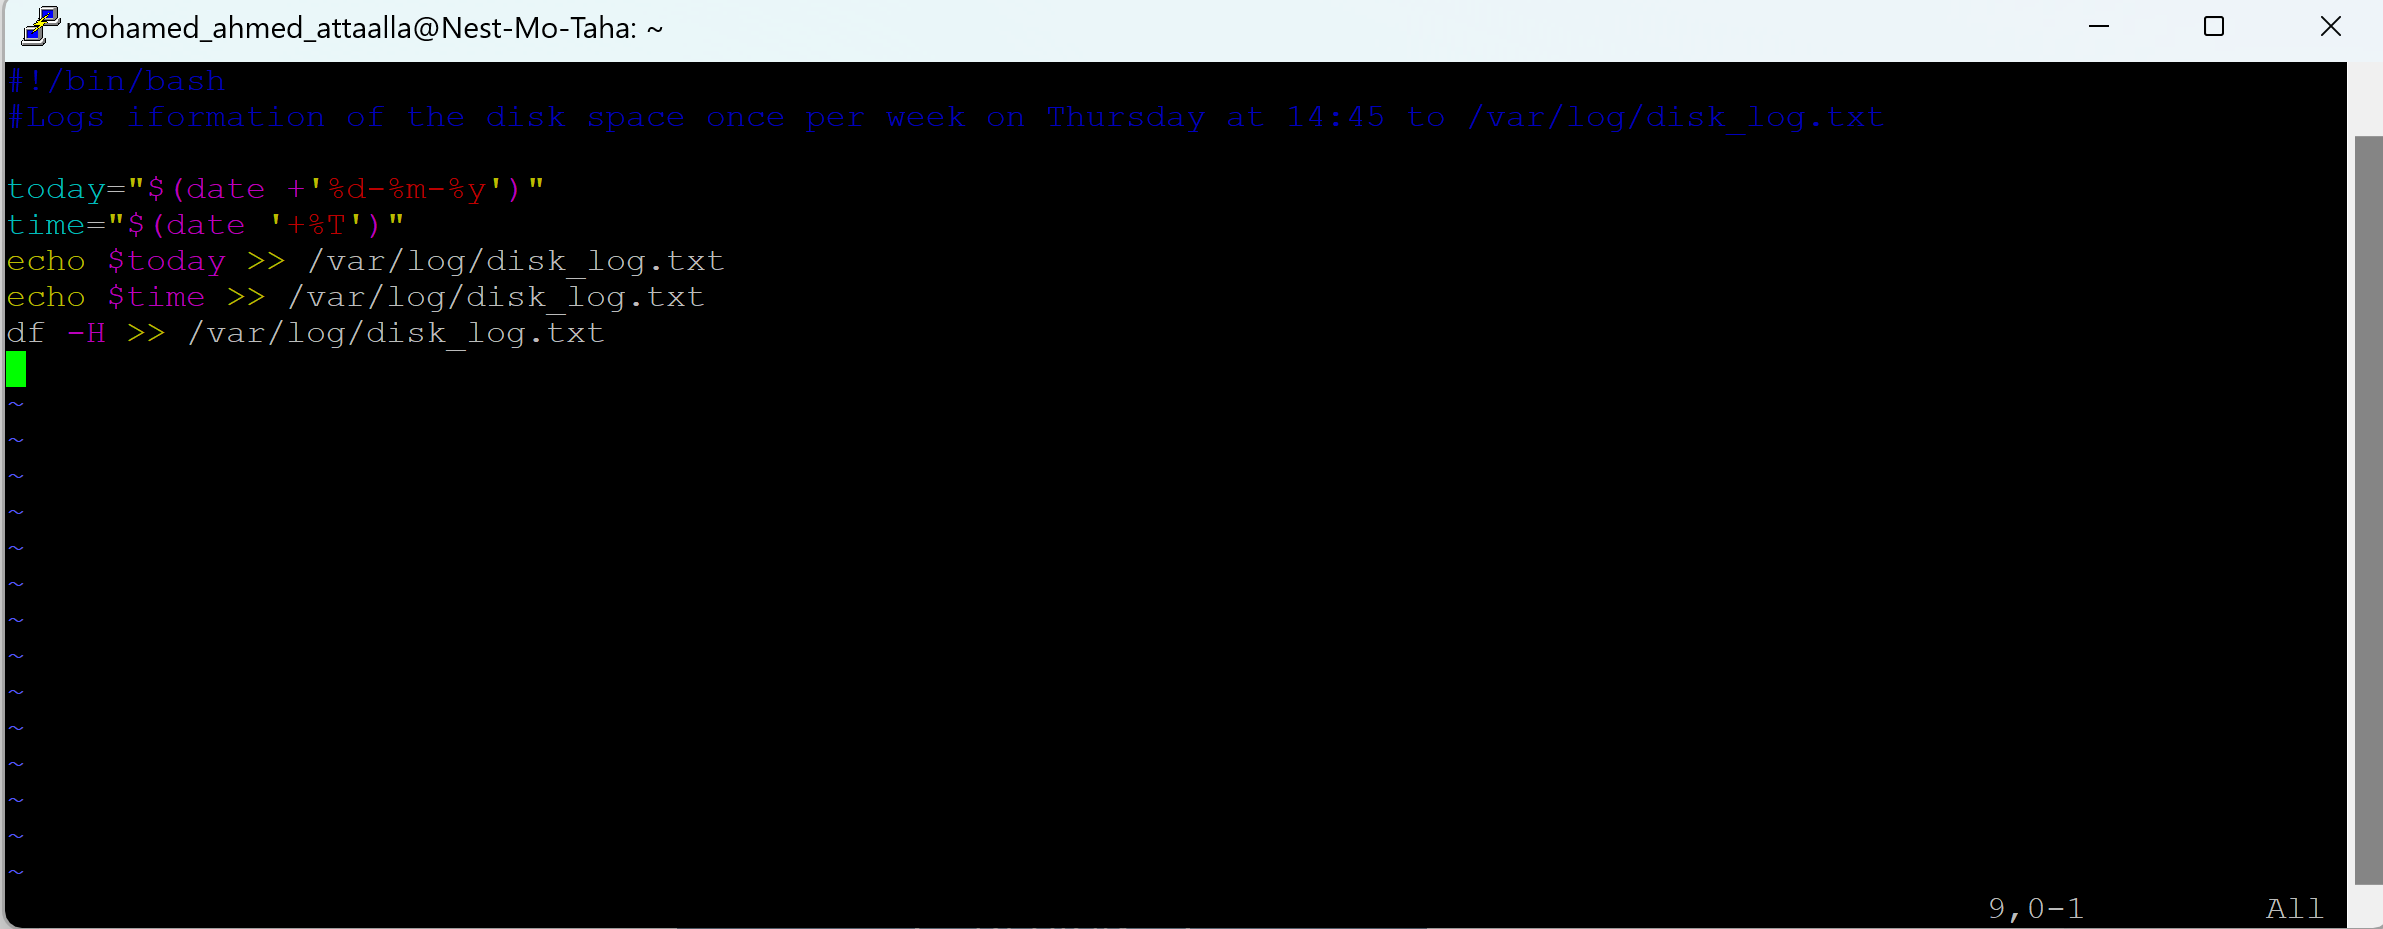 mohamed_ahmed_attaalla@Nest-Mo-Taha: ~
#!/bin/bash
#Logs iformation of the disk space once per week on Thursday at 14:45 to /var/log/disk_log.txt
today="$(date +'%d-%m-%y')"
time="$(date '+%T')"
echo $today >> /var/log/disk_log.txt
echo $time >> /var/log/disk_log.txt
df -H >> /var/log/disk_log.txt
~
~
~
~
~
~
~
~
~
~
~
~
~
~
9,0-1 All